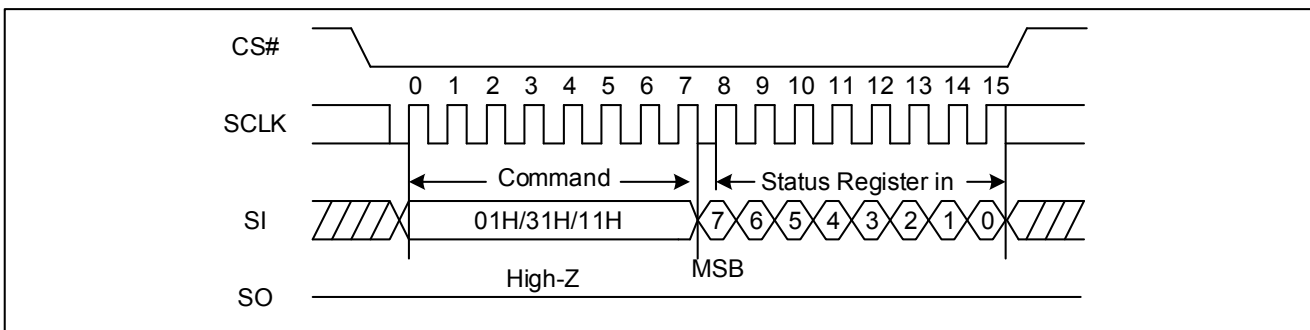 CS#
0 1 2 3 4 5 6 7 8 9 10 11 12 13 14 15
SCLK
Command Status Register in
SI 01H/31H/11H 7 6 5 4 3 2 1 0
High-Z MSB
SO